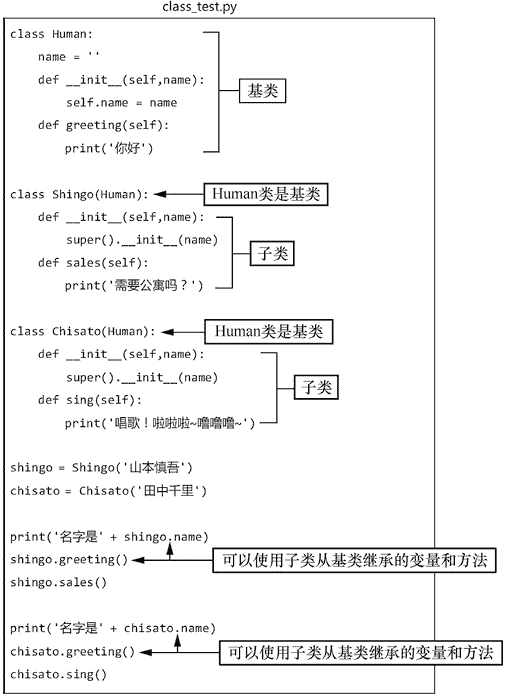 class_test.py
class Human:
    name = ''
    def __init__(self,name):
        self.name = name
    def greeting(self):
        print('你好')
基类
class Shingo(Human):
Human类是基类
    def __init__(self,name):
        super().__init__(name)
    def sales(self):
        print('需要公寓吗？')
子类
class Chisato(Human):
Human类是基类
    def __init__(self,name):
        super().__init__(name)
    def sing(self):
        print('唱歌！啦啦啦~噜噜噜~')
子类
shingo = Shingo('山本慎吾')
chisato = Chisato('田中千里')
print('名字是' + shingo.name)
shingo.greeting()
可以使用子类从基类继承的变量和方法
shingo.sales()
print('名字是' + chisato.name)
chisato.greeting()
可以使用子类从基类继承的变量和方法
chisato.sing()